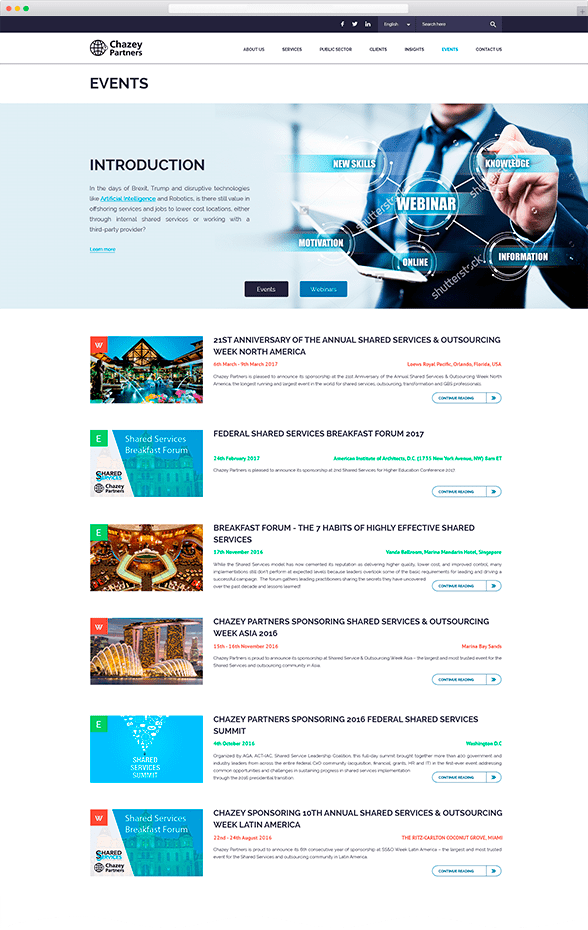 English
Search here
Chazey
Partners
ABOUT US
SERVICES
PUBLIC SECTOR
CLIENTS
INSIGHTS
EVENTS
CONTACT US
EVENTS
INTRODUCTION
In the days of Brexit, Trump and disruptive technologies
like Artificial Intelligence and Robotics, is there still value in
offshoring services and jobs to lower cost locations, either
through internal shared services or working with a
third-party provider?
Learn more
NEW SKILLS
KNOWLEDGE
WEBINAR
MOTIVATION
ONLINE
INFORMATION
shutterstock
shutterstock
Events
Webinars
W
21ST ANNIVERSARY OF THE ANNUAL SHARED SERVICES & OUTSOURCING
WEEK NORTH AMERICA
6th March - 9th March 2017
Loews Royal Pacific, Orlando, Florida, USA
Chazey Partners is pleased to announce its sponsorship at the 21st Anniversary of the Annual Shared Services & Outsourcing Week North
America, the longest running and largest event in the world for shared services, outsourcing, transformation and GBS professionals.
CONTINUE READING
E
Shared Services
Breakfast Forum
SHARED
SERVICES
Chazey
Partners
FEDERAL SHARED SERVICES BREAKFAST FORUM 2017
24th February 2017
American Institute of Architects, D.C. (1735 New York Avenue, NW) 8am ET
Chazey Partners is pleased to announce its sponsorship at 2nd Shared Services for Higher Education Conference 2017.
CONTINUE READING
E
BREAKFAST FORUM - THE 7 HABITS OF HIGHLY EFFECTIVE SHARED
SERVICES
17th November 2016
Vanda Ballroom, Marina Mandarin Hotel, Singapore
While the Shared Services model has now cemented its reputation as delivering higher quality, lower cost, and improved control, many
implementations still don't perform at expected levels because leaders overlook some of the basic requirements for leading and driving a
successful campaign. The forum gathers leading practitioners sharing the secrets they have uncovered
over the past decade and lessons learned!
CONTINUE READING
W
CHAZEY PARTNERS SPONSORING SHARED SERVICES & OUTSOURCING
WEEK ASIA 2016
15th - 16th November 2016
Marina Bay Sands
Chazey Partners is proud to announce its sponsorship at Shared Service & Outsourcing Week Asia – the largest and most trusted event for the
Shared Services and outsourcing community in Asia.
CONTINUE READING
E
SHARED
SERVICES
SUMMIT
CHAZEY PARTNERS SPONSORING 2016 FEDERAL SHARED SERVICES
SUMMIT
4th October 2016
Washington D.C
Organized by AGA, ACT-IAC, Shared Service Leadership Coalition, this full-day summit brought together more than 400 government and
industry leaders from across the entire Federal CXO community (acquisition, financial, grants, HR and IT) in the first-ever event addressing
common opportunities and challenges in sustaining progress in shared services implementation
through the 2016 presidential transition.
CONTINUE READING
W
Shared Services
Breakfast Forum
SHARED
SERVICES
Chazey
Partners
CHAZEY SPONSORING 10TH ANNUAL SHARED SERVICES & OUTSOURCING
WEEK LATIN AMERICA
22nd - 24th August 2016
THE RITZ-CARLTON COCONUT GROVE, MIAMI
Chazey Partners is proud to announce its 6th consecutive year of sponsorship at SS&O Week Latin America – the largest and most trusted
event for the Shared Services and outsourcing community in Latin America.
CONTINUE READING